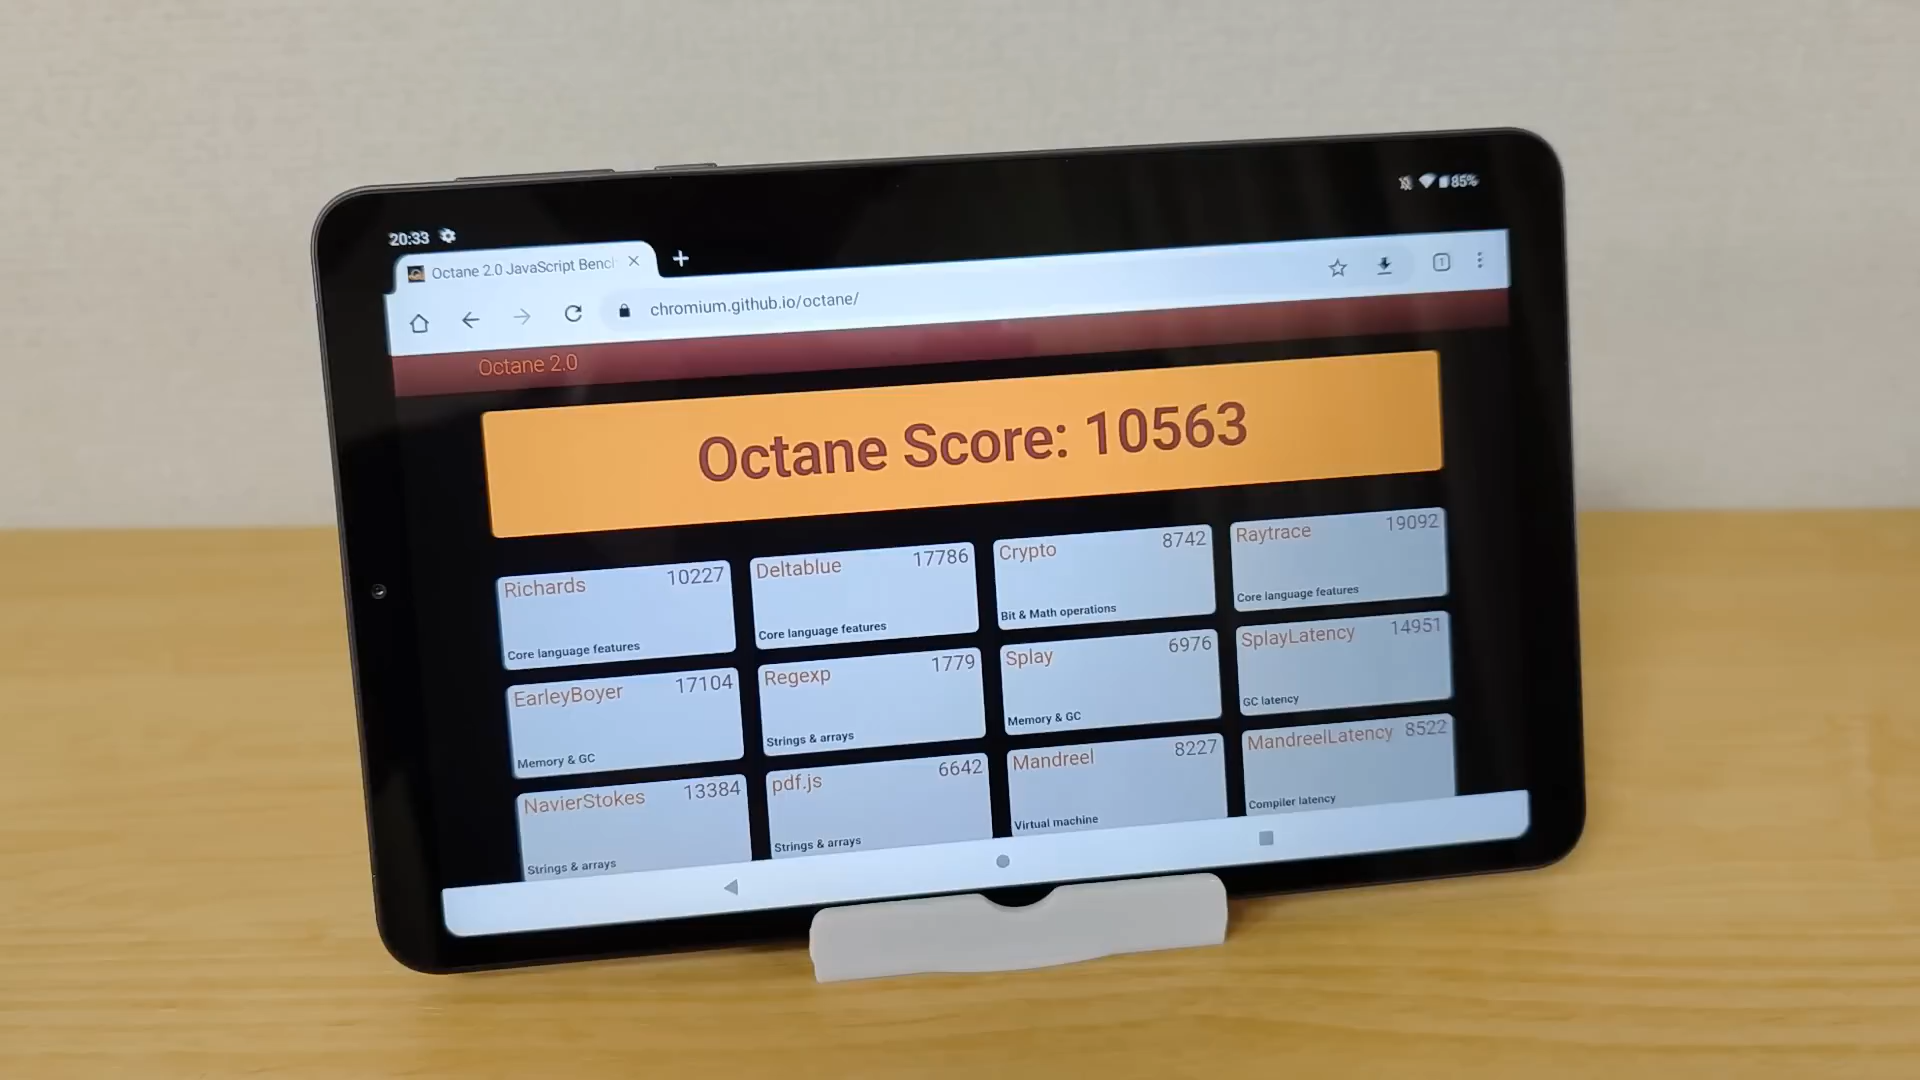 20:33
85%
Octane 2.0 JavaScript Benc
chromium.github.io/octane/
1
Octane 2.0
Octane Score: 10563
Richards 10227
Core language features
Deltablue 17786
Core language features
Crypto 8742
Bit & Math operations
Raytrace 19092
Core language features
EarleyBoyer 17104
Memory & GC
Regexp 1779
Strings & arrays
Splay 6976
Memory & GC
SplayLatency 14951
GC latency
NavierStokes 13384
Strings & arrays
pdf.js 6642
Strings & arrays
Mandreel 8227
Virtual machine
MandreelLatency 8522
Compiler latency